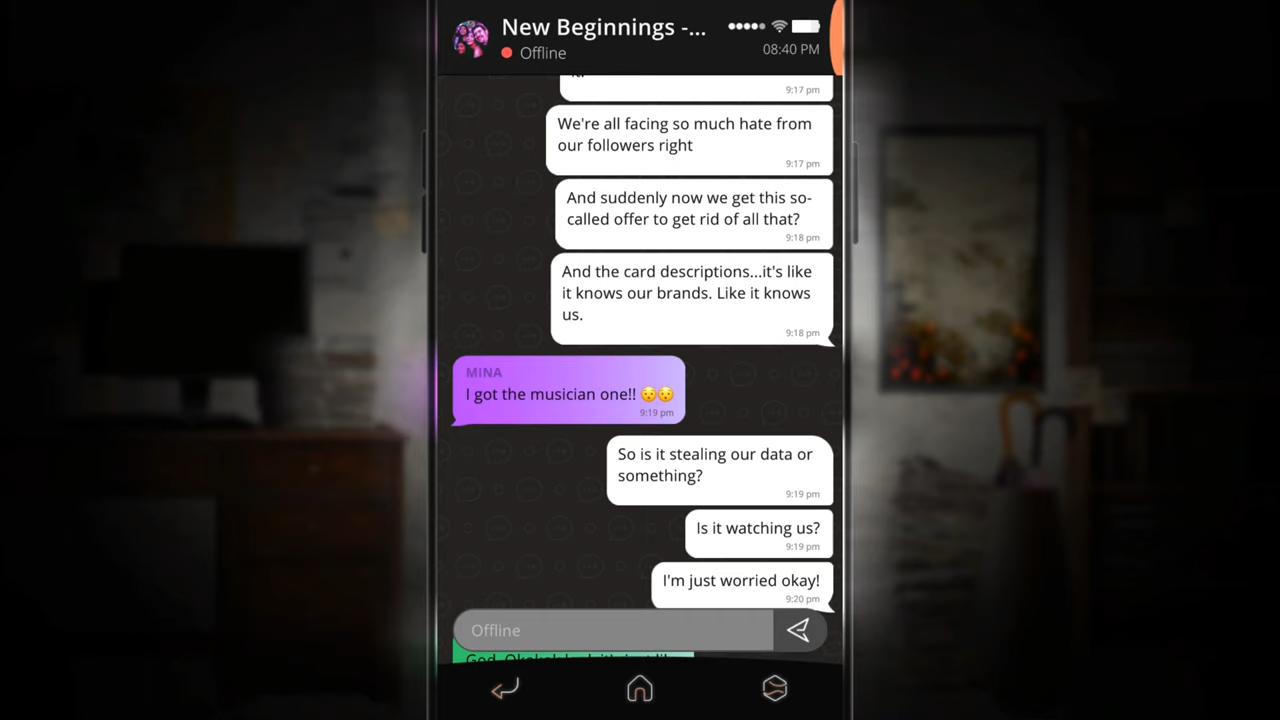 New Beginnings -...
08:40 PM
Offline
9:17 pm
We're all facing so much hate from
our followers right
9:17 pm
And suddenly now we get this so-
called offer to get rid of all that?
9:18 pm
And the card descriptions...it's like
it knows our brands. Like it knows
us.
9:18 pm
MINA
I got the musician one!! 😯😯
9:19 pm
So is it stealing our data or
something?
9:19 pm
Is it watching us?
9:19 pm
I'm just worried okay!
9:20 pm
Offline